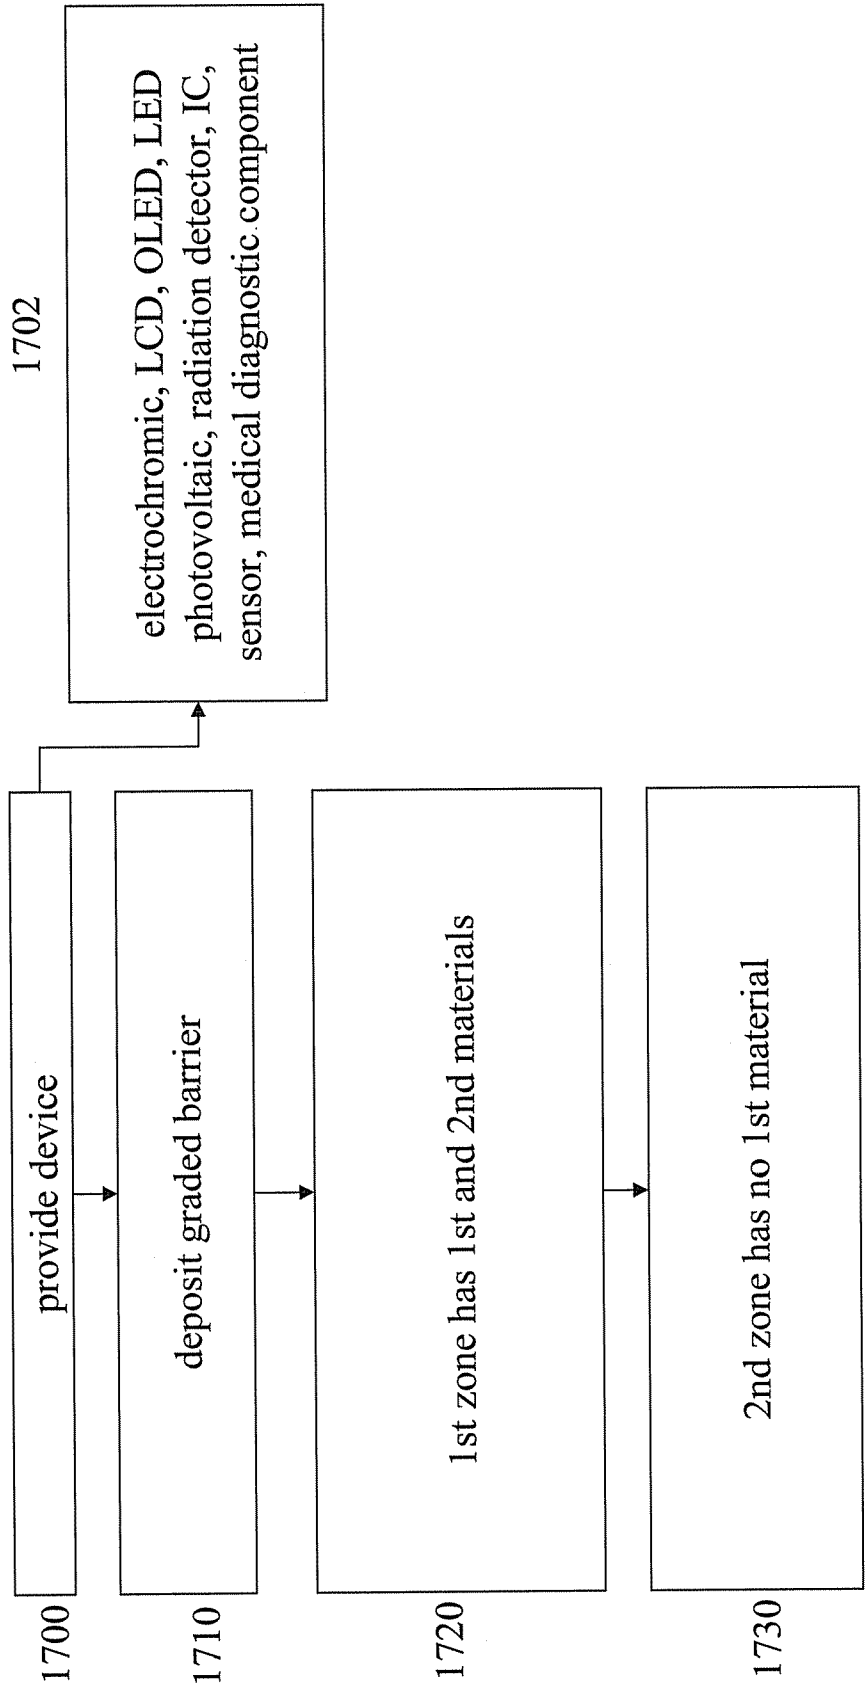 1700
provide device
1702
electrochromic, LCD, OLED, LED
photovoltaic, radiation detector, IC,
sensor, medical diagnostic component
1710
deposit graded barrier
1720
1st zone has 1st and 2nd materials
1730
2nd zone has no 1st material